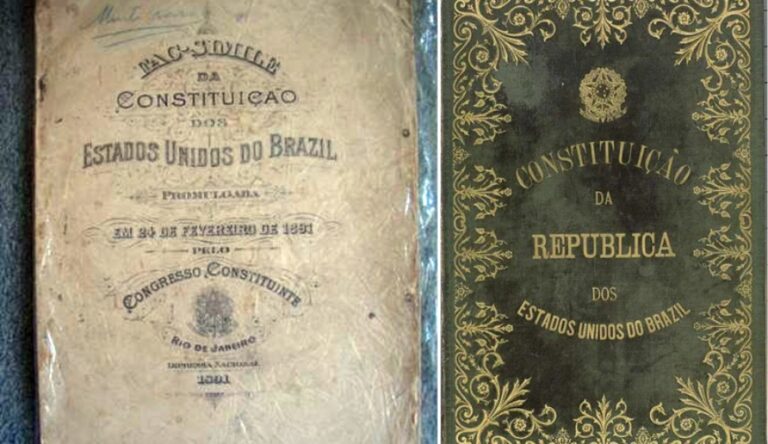 FAC-SIMILE
DA
CONSTITUIÇÃO
DOS
ESTADOS UNIDOS DO BRAZIL
PROMULGADA
EM 24 DE FEVEREIRO DE 1891
PELO
CONGRESSO CONSTITUINTE
RIO DE JANEIRO
IMPRENSA NACIONAL
1891
CONSTITUIÇÃO
DA
REPUBLICA
DOS
ESTADOS UNIDOS DO BRAZIL